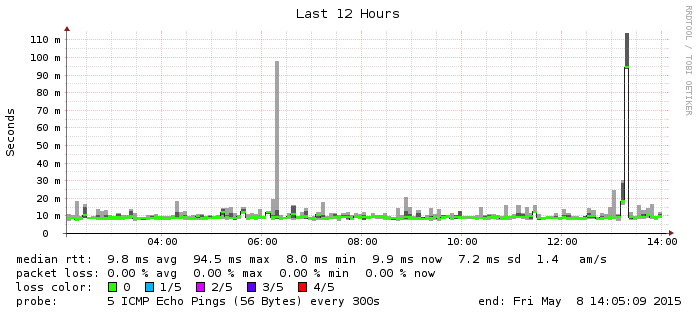 Last 12 Hours
RRDTOOL / TOBI OETIKER
Seconds
110 m
100 m
90 m
80 m
70 m
60 m
50 m
40 m
30 m
20 m
10 m
0
04:00 06:00 08:00 10:00 12:00 14:00
median rtt: 9.8 ms avg 94.5 ms max 8.0 ms min 9.9 ms now 7.2 ms sd 1.4 am/s
packet loss: 0.00 % avg 0.00 % max 0.00 % min 0.00 % now
loss color: 0 1/5 2/5 3/5 4/5
probe: 5 ICMP Echo Pings (56 Bytes) every 300s end: Fri May 8 14:05:09 2015